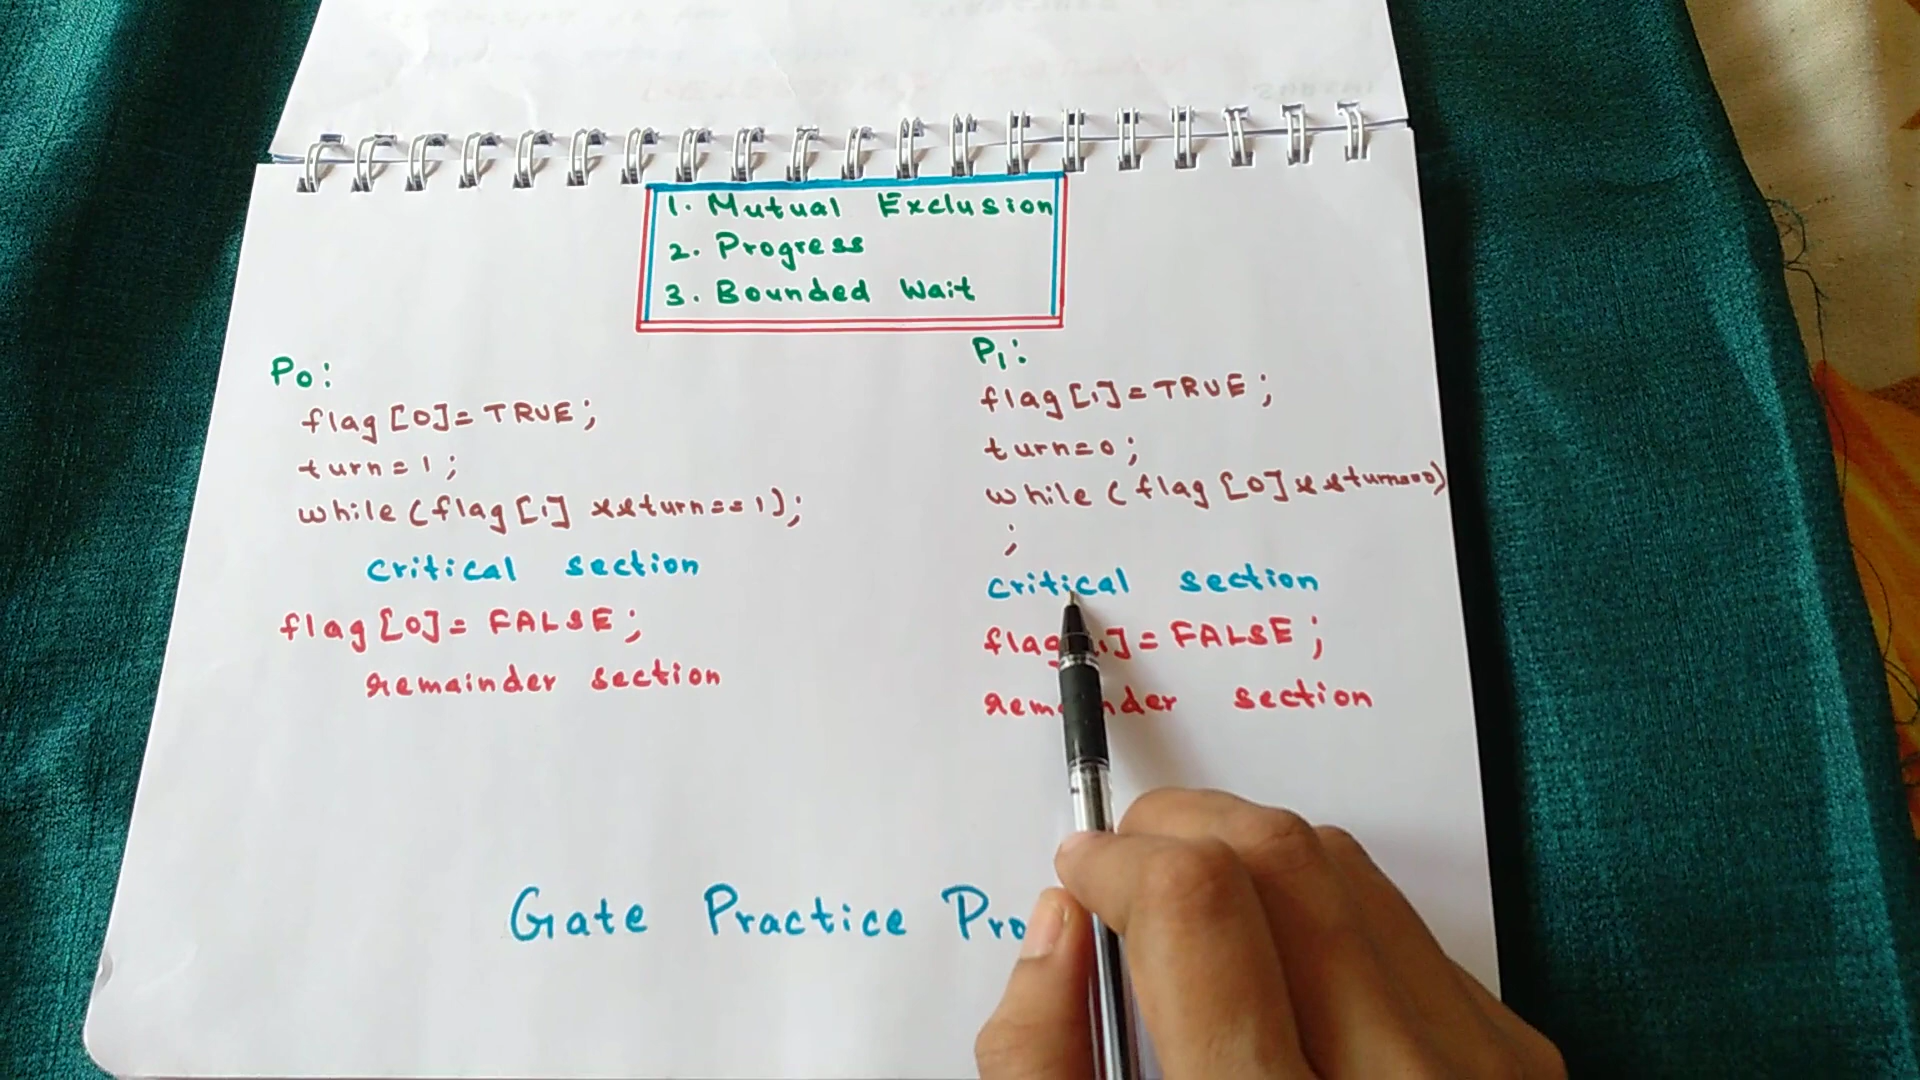 1. Mutual Exclusion
2. Progress
3. Bounded Wait
P0:
flag[0]=TRUE;
turn=1;
while(flag[1] &&turn==1);
critical section
flag[0]=FALSE;
remainder section
P1:
flag[1]=TRUE;
turn=0;
while(flag[0]&&turn==0)
;
critical section
=FALSE;
section
Gate Practice